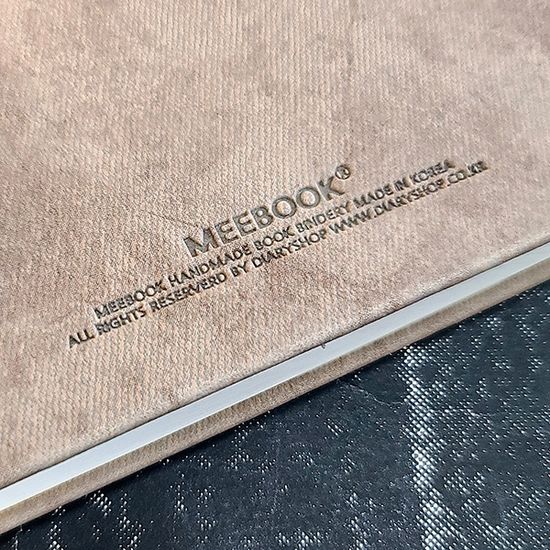 MEEBOOK®
MEEBOOK HANDMADE BOOK BINDERY MADE IN KOREA
ALL RIGHTS RESERVERD BY DIARYSHOP WWW.DIARYSHOP.CO.KR